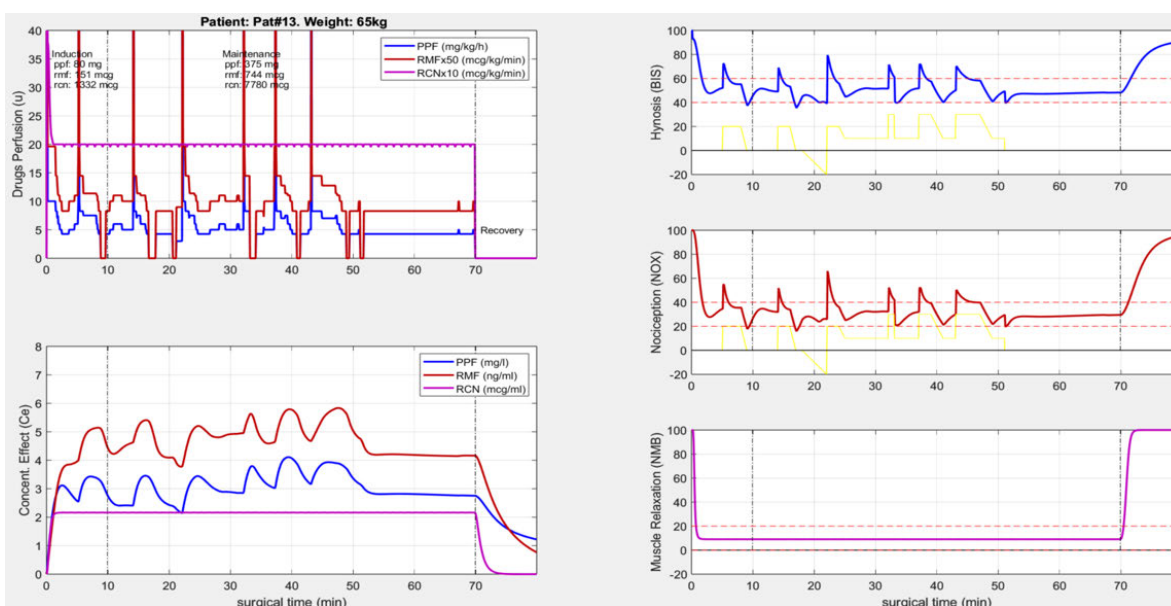 Patient: Pat#13. Weight: 65kg
Drugs Perfusion (u)
40
35
30
25
20
15
10
5
0
Induction
ppf: 80 mg
rmf: 151 mcg
rcn: 1332 mcg
Maintenance
ppf: 375 mg
rmf: 744 mcg
rcn: 7780 mcg
PPF (mg/kg/h)
RMFx50 (mcg/kg/min)
RCNx10 (mcg/kg/min)
Recovery
0 10 20 30 40 50 60 70
Concent. Effect (Ce)
8
7
6
5
4
3
2
1
0
PPF (mg/l)
RMF (ng/ml)
RCN (mcg/ml)
0 10 20 30 40 50 60 70
surgical time (min)
Hynosis (BIS)
100
80
60
40
20
0
-20
0 10 20 30 40 50 60 70
Nociception (NOX)
100
80
60
40
20
0
-20
0 10 20 30 40 50 60 70
Muscle Relaxation (NMB)
100
80
60
40
20
0
-20
0 10 20 30 40 50 60 70
surgical time (min)